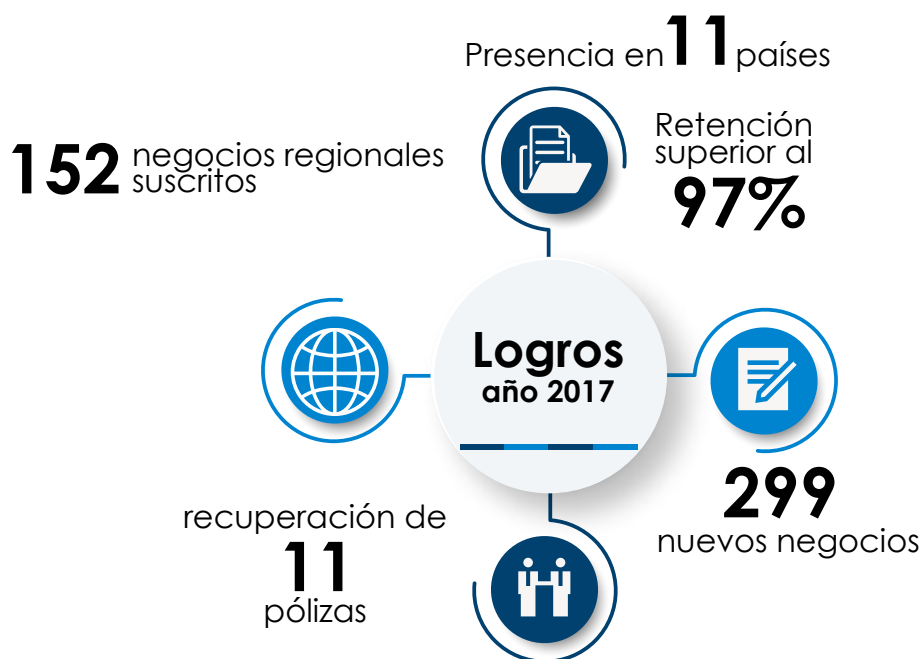 Presencia en 11 países
152 negocios regionales
suscritos
Retención
superior al
97%
Logros
año 2017
299
nuevos negocios
recuperación de
11
pólizas